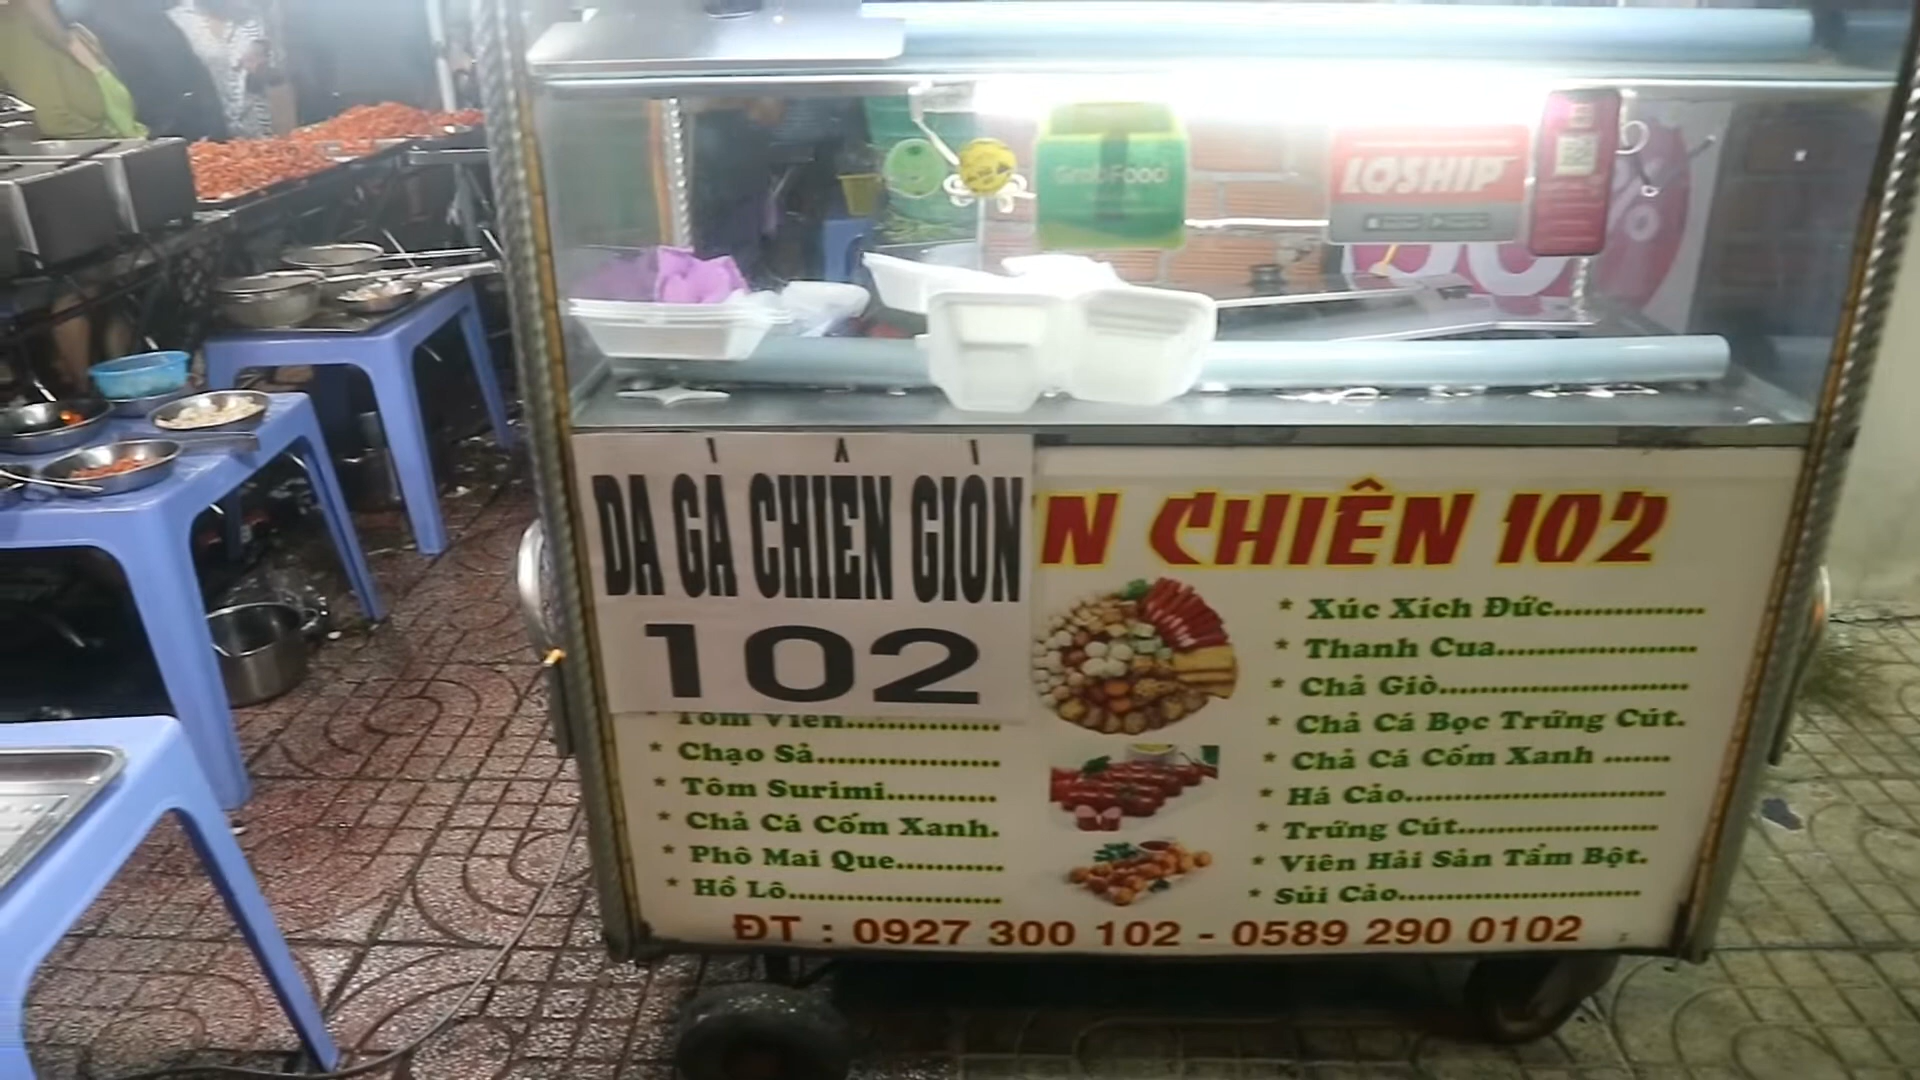 GrabFood
LOSHIP
DA GÀ CHIÊN GIÒN
102
N CHIÊN 102
Tôm Viên...........
* Chạo Sả..................
* Tôm Surimi...........
* Chả Cá Cốm Xanh.
* Phô Mai Que..........
* Hồ Lô.....................
* Xúc Xích Đức...............
* Thanh Cua....................
* Chả Giò.........................
* Chả Cá Bọc Trứng Cút.
* Chả Cá Cốm Xanh .......
* Há Cảo..........................
* Trứng Cút....................
* Viên Hải Sản Tẩm Bột.
* Sủi Cảo........................
ĐT : 0927 300 102 - 0589 290 0102